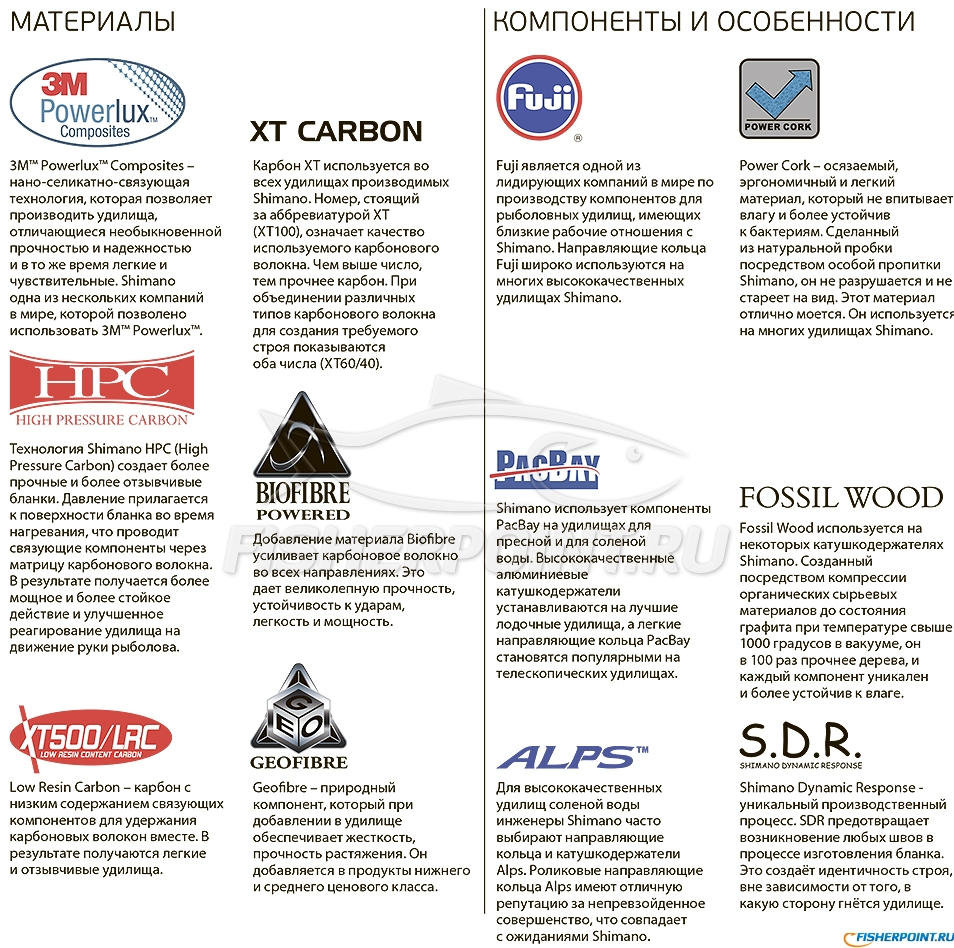 МАТЕРИАЛЫ
3M
Powerlux™
Composites
3M™ Powerlux™ Composites –
нано-селикатно-связующая
технология, которая позволяет
производить удилища,
отличающиеся необыкновенной
прочностью и надежностью
и в то же время легкие и
чувствительные. Shimano
одна из нескольких компаний
в мире, которой позволено
использовать 3M™ Powerlux™.
HPC
HIGH PRESSURE CARBON
Технология Shimano HPC (High
Pressure Carbon) создает более
прочные и более отзывчивые
бланки. Давление прилагается
к поверхности бланка во время
нагревания, что проводит
связующие компоненты через
матрицу карбонового волокна.
В результате получается более
мощное и более стойкое
действие и улучшенное
реагирование удилища на
движение руки рыболова.
XT500/LRC
LOW RESIN CONTENT CARBON
Low Resin Carbon – карбон с
низким содержанием связующих
компонентов для удержания
карбоновых волокон вместе. В
результате получаются легкие
и отзывчивые удилища.
XT CARBON
Карбон XT используется во
всех удилищах производимых
Shimano. Номер, стоящий
за аббревиатурой XT
(XT100), означает качество
используемого карбонового
волокна. Чем выше число,
тем прочнее карбон. При
объединении различных
типов карбонового волокна
для создания требуемого
строя показываются
оба числа (XT60/40).
BIOFIBRE
POWERED
Добавление материала Biofibre
усиливает карбоновое волокно
во всех направлениях. Это
дает великолепную прочность,
устойчивость к ударам,
легкость и мощность.
GEO
GEOFIBRE
Geofibre – природный
компонент, который при
добавлении в удилище
обеспечивает жесткость,
прочность растяжения. Он
добавляется в продукты нижнего
и среднего ценового класса.
КОМПОНЕНТЫ И ОСОБЕННОСТИ
Fuji
®
Fuji является одной из
лидирующих компаний в мире по
производству компонентов для
рыболовных удилищ, имеющих
близкие рабочие отношения с
Shimano. Направляющие кольца
Fuji широко используются на
многих высококачественных
удилищах Shimano.
PACBAY
Shimano использует компоненты
PacBay на удилищах для
пресной и для соленой
воды. Высококачественные
алюминиевые
катушкодержатели
устанавливаются на лучшие
лодочные удилища, а легкие
направляющие кольца PacBay
становятся популярными на
телескопических удилищах.
ALPS™
Для высококачественных
удилищ соленой воды
инженеры Shimano часто
выбирают направляющие
кольца и катушкодержатели
Alps. Роликовые направляющие
кольца Alps имеют отличную
репутацию за непревзойденное
совершенство, что совпадает
с ожиданиями Shimano.
POWER CORK
Power Cork – осязаемый,
эргономичный и легкий
материал, который не впитывает
влагу и более устойчив
к бактериям. Сделанный
из натуральной пробки
посредством особой пропитки
Shimano, он не разрушается и не
стареет на вид. Этот материал
отлично моется. Он используется
на многих удилищах Shimano.
FOSSIL WOOD
Fossil Wood используется на
некоторых катушкодержателях
Shimano. Созданный
посредством компрессии
органических сырьевых
материалов до состояния
графита при температуре свыше
1000 градусов в вакууме, он
в 100 раз прочнее дерева, и
каждый компонент уникален
и более устойчив к влаге.
S.D.R.
SHIMANO DYNAMIC RESPONSE
Shimano Dynamic Response -
уникальный производственный
процесс. SDR предотвращает
возникновение любых швов в
процессе изготовления бланка.
Это создаёт идентичность строя,
вне зависимости от того, в
какую сторону гнётся удилище.
FISHERPOINT.RU
FISHERPOINT.RU